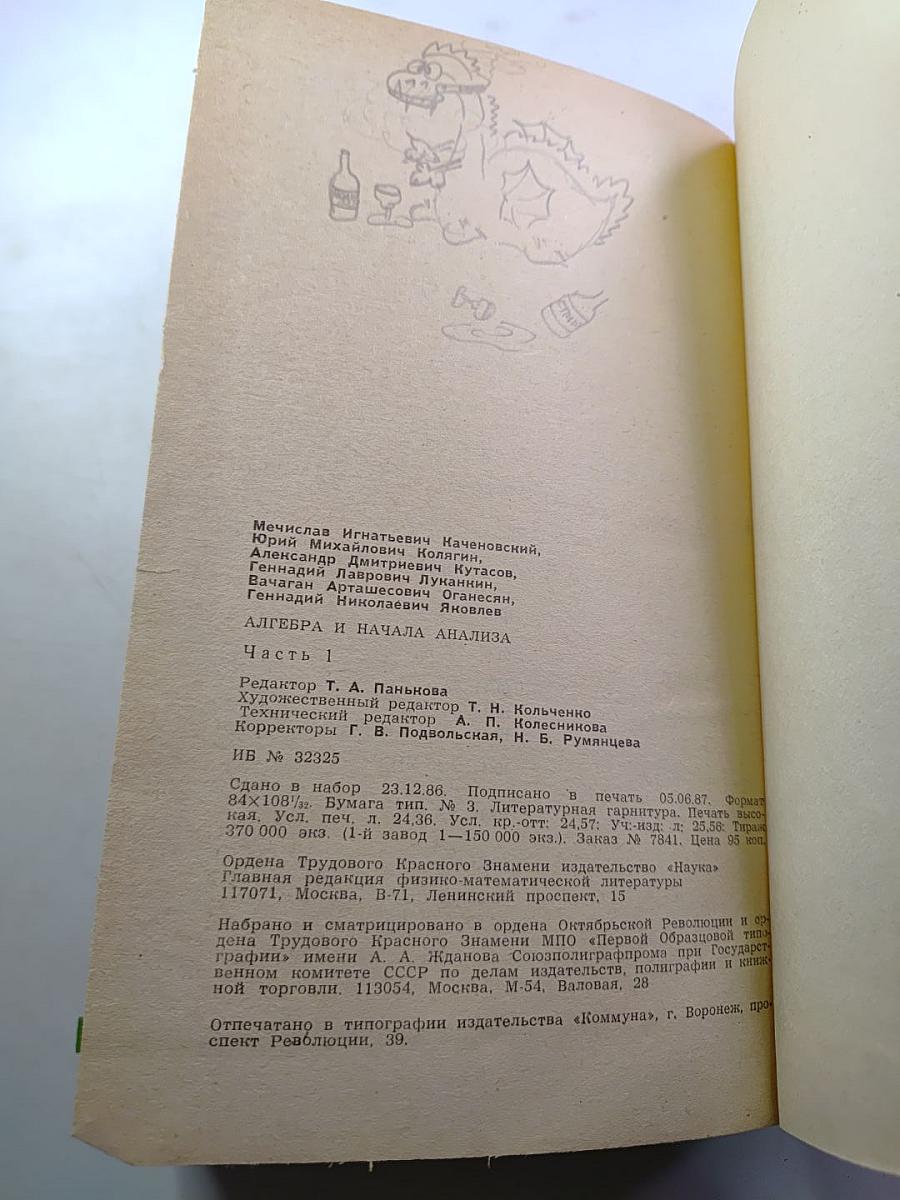 Мечислав Игнатьевич Каченовский,
Юрий Михайлович Колягин,
Александр Дмитриевич Кутасов,
Геннадий Лаврович Луканкин,
Вачаган Арташесович Оганесян,
Геннадий Николаевич Яковлев
АЛГЕБРА И НАЧАЛА АНАЛИЗА
Часть 1
Редактор Т. А. Панькова
Художественный редактор Т. Н. Кольченко
Технический редактор А. П. Колесникова
Корректоры Г. В. Подвольская, Н. Б. Румянцева
ИБ № 32325
Сдано в набор 23.12.86. Подписано в печать 05.06.87. Формат
84×108 1/32. Бумага тип. № 3. Литературная гарнитура. Печать высо-
кая. Усл. печ. л. 24,36. Усл. кр.-отт: 24,57: Уч:-изд: л: 25,56: Тираж
370 000 экз. (1-й завод 1—150 000 экз.). Заказ № 7841. Цена 95 коп.
Ордена Трудового Красного Знамени издательство «Наука»
Главная редакция физико-математической литературы
117071, Москва, В-71, Ленинский проспект, 15
Набрано и сматрицировано в ордена Октябрьской Революции и ор-
дена Трудового Красного Знамени МПО «Первой Образцовой типо-
графии» имени А. А. Жданова Союзполиграфпрома при Государст-
венном комитете СССР по делам издательств, полиграфии и книж-
ной торговли. 113054, Москва, М-54, Валовая, 28
Отпечатано в типографии издательства «Коммуна», г. Воронеж, про-
спект Революции, 39.